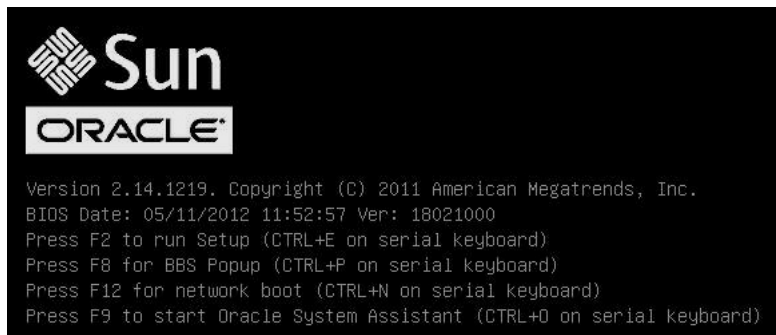 Sun
ORACLE
Version 2.14.1219. Copyright (C) 2011 American Megatrends, Inc.
BIOS Date: 05/11/2012 11:52:57 Ver: 18021000
Press F2 to run Setup (CTRL+E on serial keyboard)
Press F8 for BBS Popup (CTRL+P on serial keyboard)
Press F12 for network boot (CTRL+N on serial keyboard)
Press F9 to start Oracle System Assistant (CTRL+O on serial keyboard)